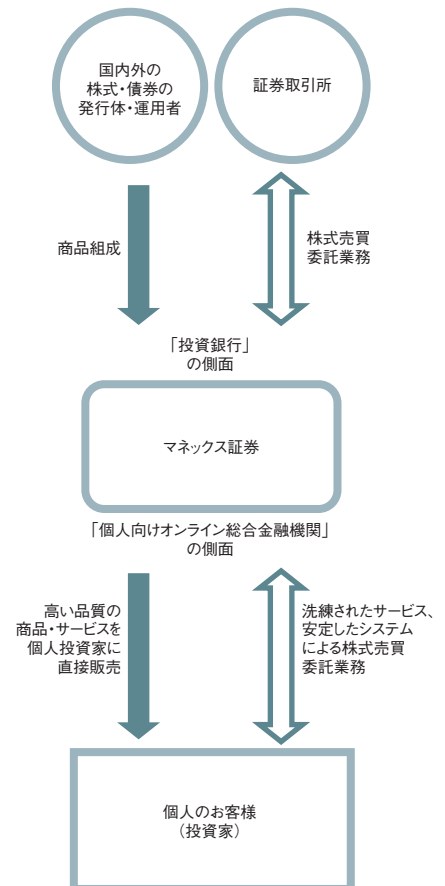 国内外の
株式・債券の
発行体・運用者
証券取引所
商品組成
株式売買
委託業務
「投資銀行」
の側面
マネックス証券
「個人向けオンライン総合金融機関」
の側面
高い品質の
商品・サービスを
個人投資家に
直接販売
洗練されたサービス、
安定したシステム
による株式売買
委託業務
個人のお客様
（投資家）